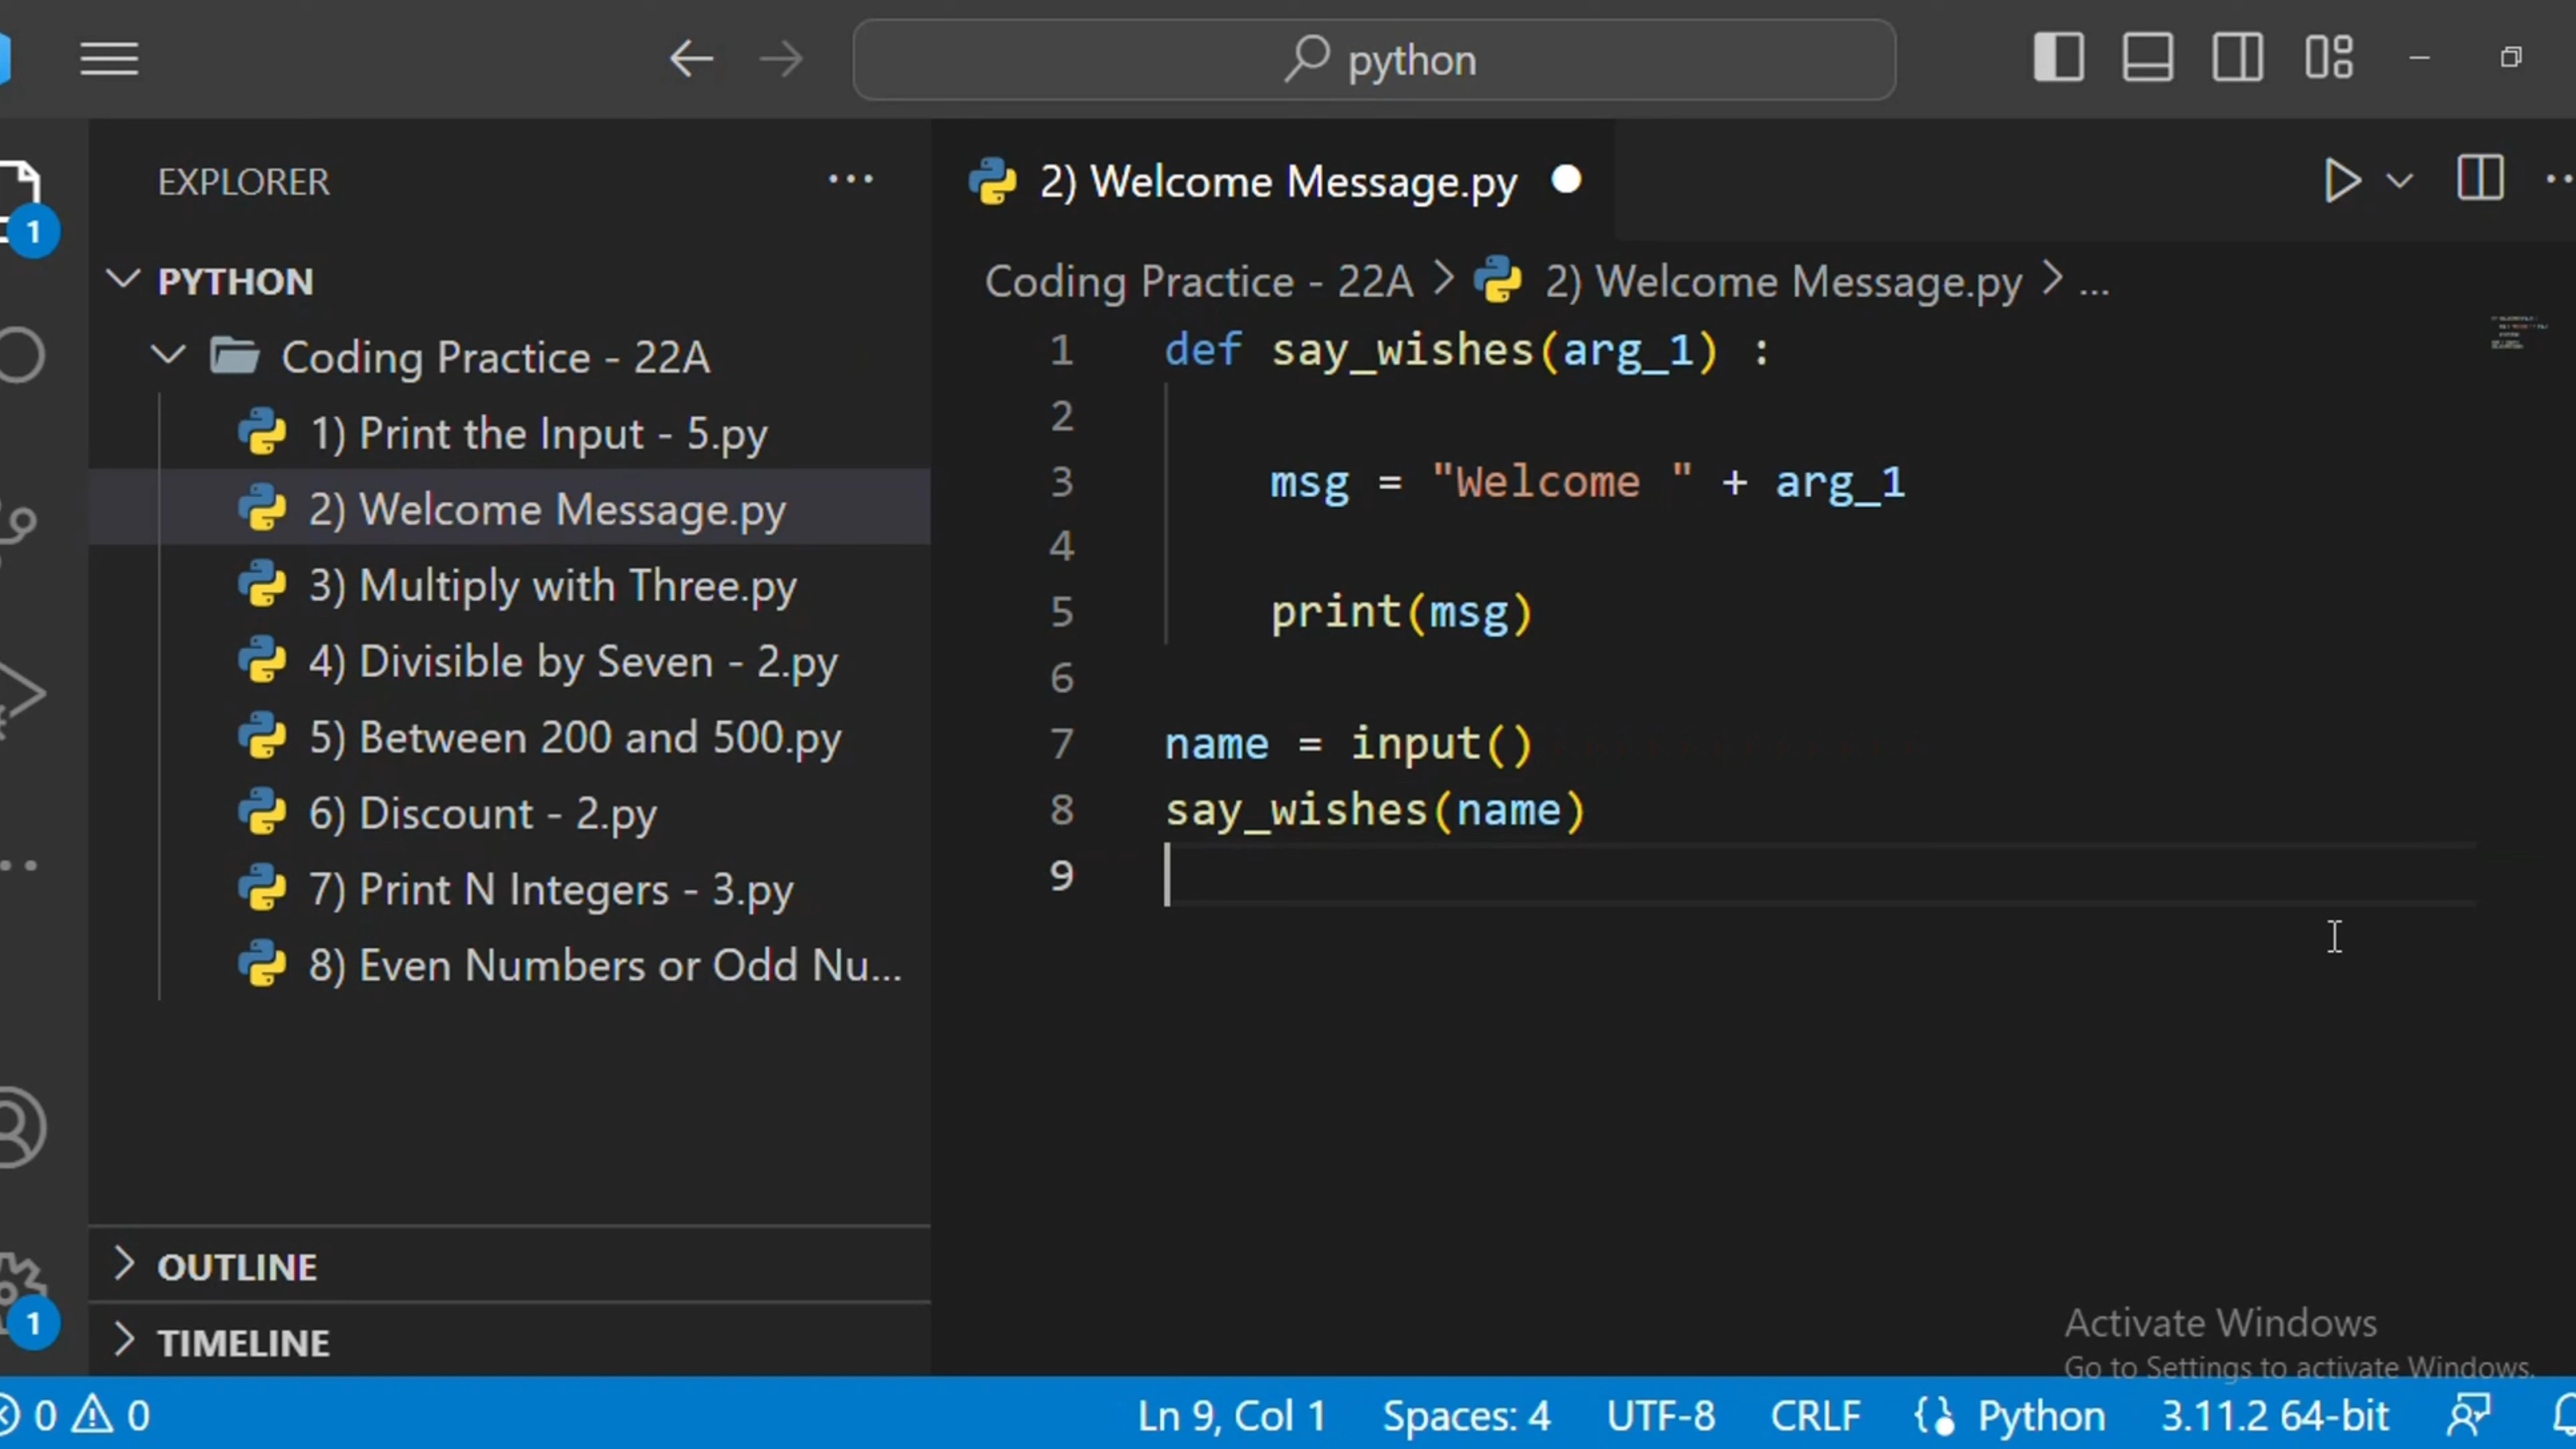 python
EXPLORER
2) Welcome Message.py
1
PYTHON
Coding Practice - 22A > 2) Welcome Message.py > ...
Coding Practice - 22A
1) Print the Input - 5.py
2) Welcome Message.py
3) Multiply with Three.py
4) Divisible by Seven - 2.py
5) Between 200 and 500.py
6) Discount - 2.py
7) Print N Integers - 3.py
8) Even Numbers or Odd Nu...
1 def say_wishes(arg_1) :
2
3 msg = "Welcome " + arg_1
4
5 print(msg)
6
7 name = input()
8 say_wishes(name)
9
OUTLINE
1
TIMELINE
Activate Windows
Go to Settings to activate Windows.
0 0 Ln 9, Col 1 Spaces: 4 UTF-8 CRLF Python 3.11.2 64-bit